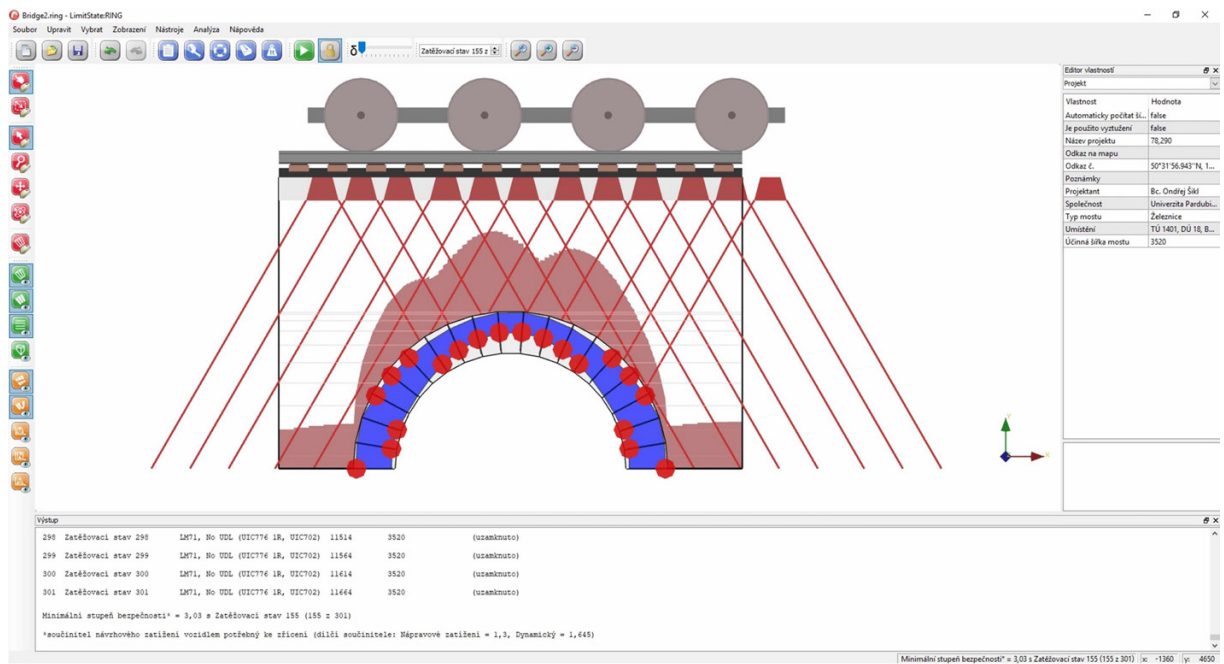 Bridge2.ring - LimitState:RING
Soubor Upravit Vybrat Zobrazení Nástroje Analýza Nápověda
δ Zatěžovací stav 155 z
Editor vlastností
Projekt
Vlastnost Hodnota
Automaticky počítat ší... false
Je použito vyztužení false
Název projektu 78,290
Odkaz na mapu
Odkaz č. 50°31'56.943''N, 1...
Poznámky
Projektant Bc. Ondřej Šikl
Společnost Univerzita Pardubi...
Typ mostu Železnice
Umístění TÚ 1401, DÚ 18, B...
Účinná šířka mostu 3520
Výstup
298 Zatěžovací stav 298 LM71, No UDL (UIC776 1R, UIC702) 11514 3520 (uzamknuto)
299 Zatěžovací stav 299 LM71, No UDL (UIC776 1R, UIC702) 11564 3520 (uzamknuto)
300 Zatěžovací stav 300 LM71, No UDL (UIC776 1R, UIC702) 11614 3520 (uzamknuto)
301 Zatěžovací stav 301 LM71, No UDL (UIC776 1R, UIC702) 11664 3520 (uzamknuto)
Minimální stupeň bezpečnosti* = 3,03 s Zatěžovací stav 155 (155 z 301)
*součinitel návrhového zatížení vozidlem potřebný ke zřícení (dílčí součinitele: Nápravové zatížení = 1,3, Dynamický = 1,645)
Minimální stupeň bezpečnosti* = 3,03 s Zatěžovací stav 155 (155 z 301) x: -1360 y: 4650